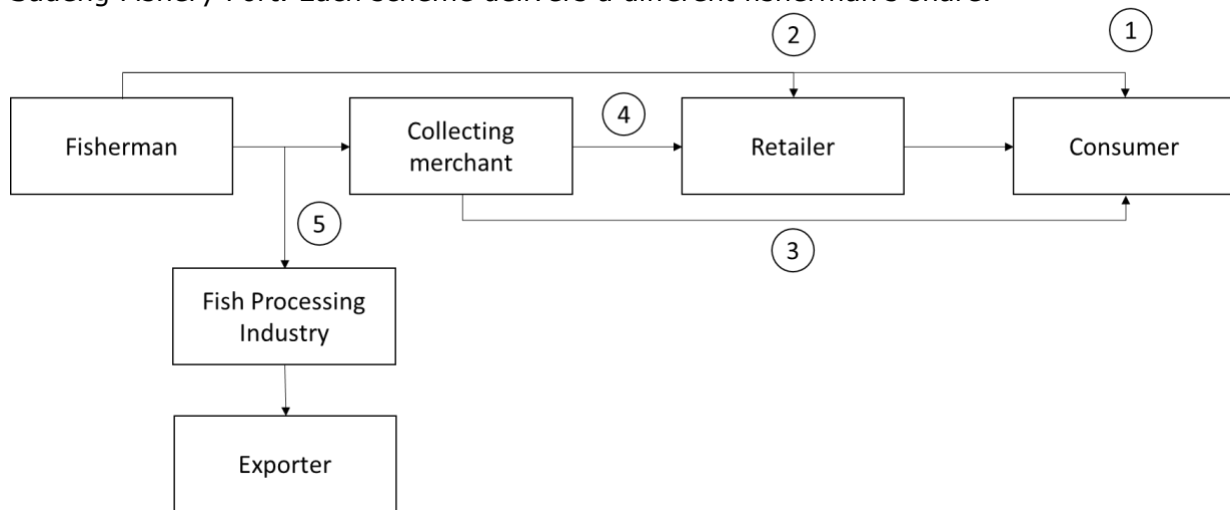 Sadeng Fishery Port. Each scheme delivers a different fisherman's share.
2
1
Fisherman
Collecting
merchant
4
Retailer
Consumer
5
3
Fish Processing
Industry
Exporter